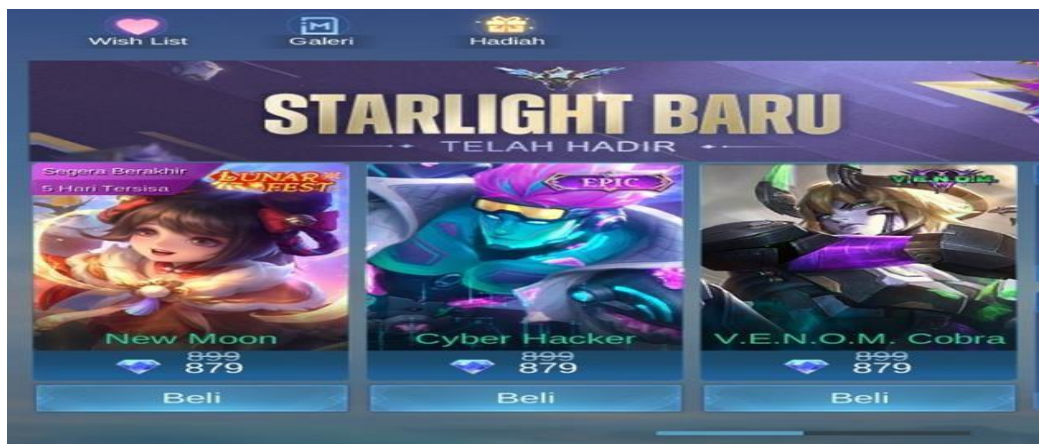 Wish List
Galeri
Hadiah
STARLIGHT BARU
TELAH HADIR
Segera Berakhir
5 Hari Tersisa
LUNAR
FEST
New Moon
899
879
Beli
EPIC
Cyber Hacker
899
879
Beli
V.E.N.O.M.
V.E.N.O.M. Cobra
899
879
Beli